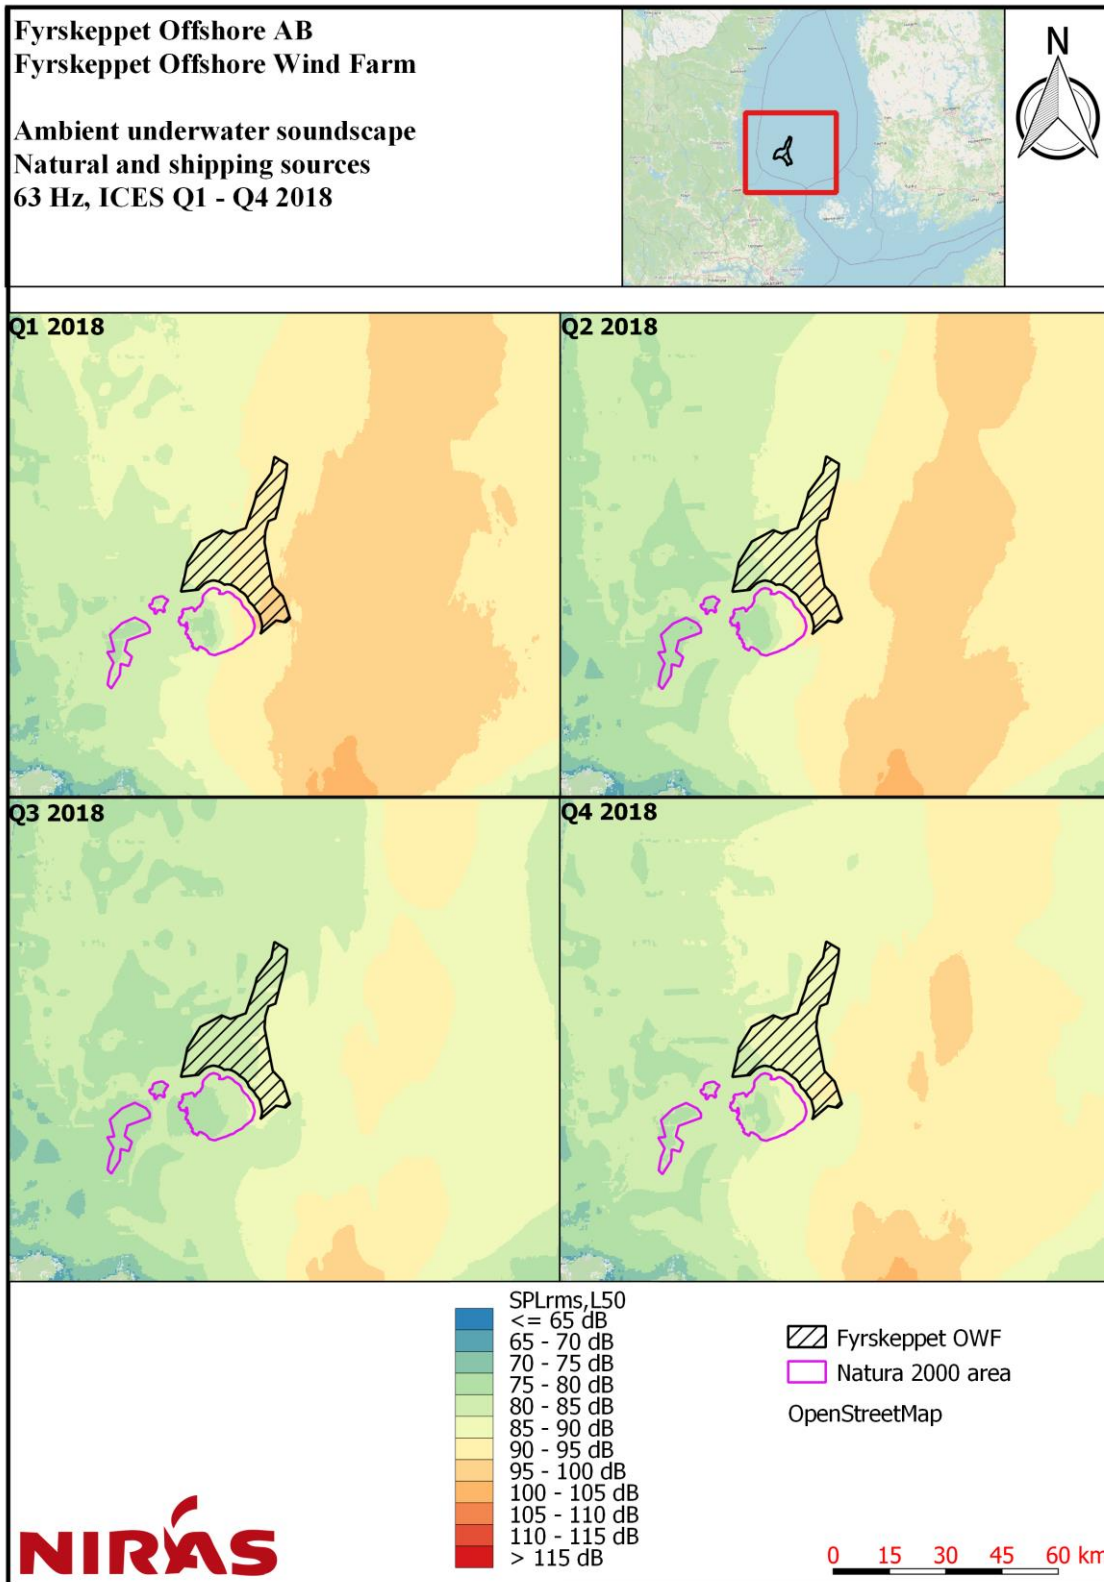 Fyrskeppet Offshore AB
Fyrskeppet Offshore Wind Farm
Ambient underwater soundscape
Natural and shipping sources
63 Hz, ICES Q1 - Q4 2018
N
Q1 2018
Q2 2018
Q3 2018
Q4 2018
SPLrms,L50
<= 65 dB
65 - 70 dB
70 - 75 dB
75 - 80 dB
80 - 85 dB
85 - 90 dB
90 - 95 dB
95 - 100 dB
100 - 105 dB
105 - 110 dB
110 - 115 dB
> 115 dB
Fyrskeppet OWF
Natura 2000 area
OpenStreetMap
NIRAS
0 15 30 45 60 km